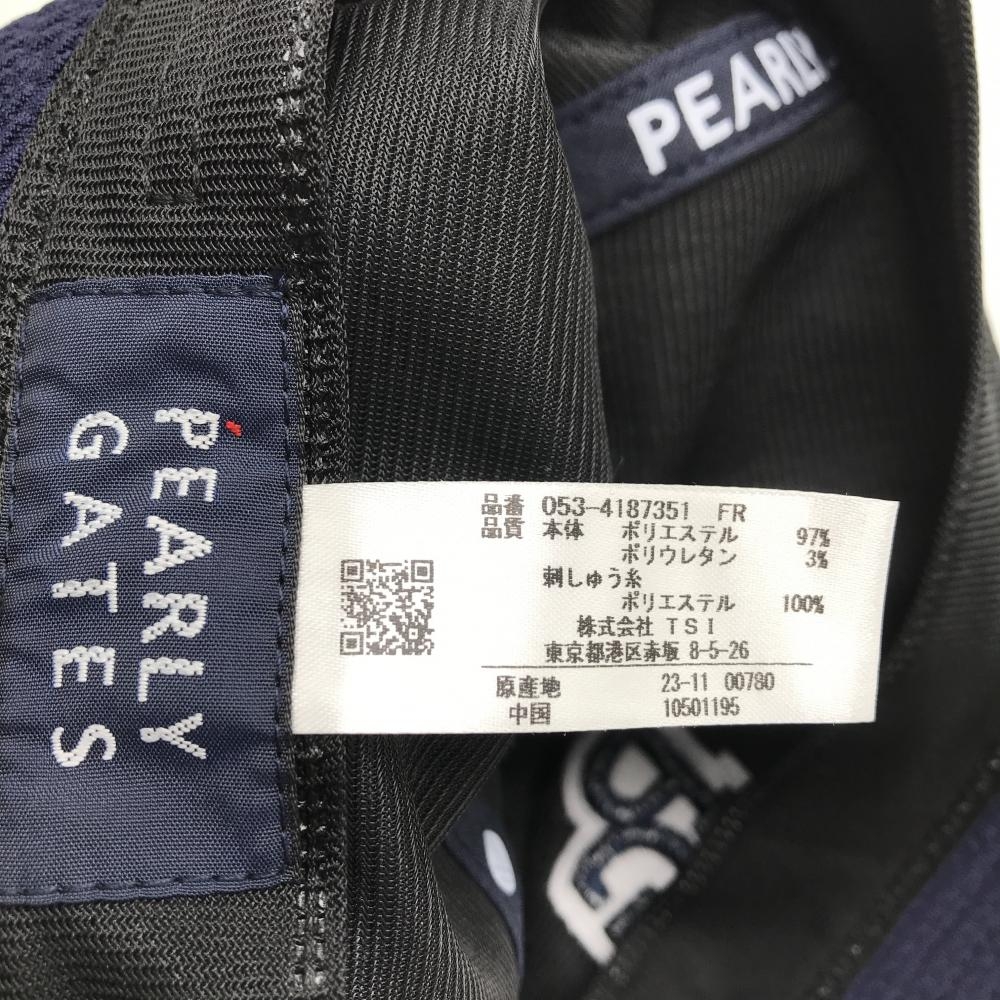 PEARLY
PEARLY
GATES
品番 053-4187351 FR
品質 本体 ポリエステル 97%
ポリウレタン 3%
刺しゅう糸
ポリエステル 100%
株式会社 TSI
東京都港区赤坂 8-5-26
原産地 23-11 00780
中国 10501195